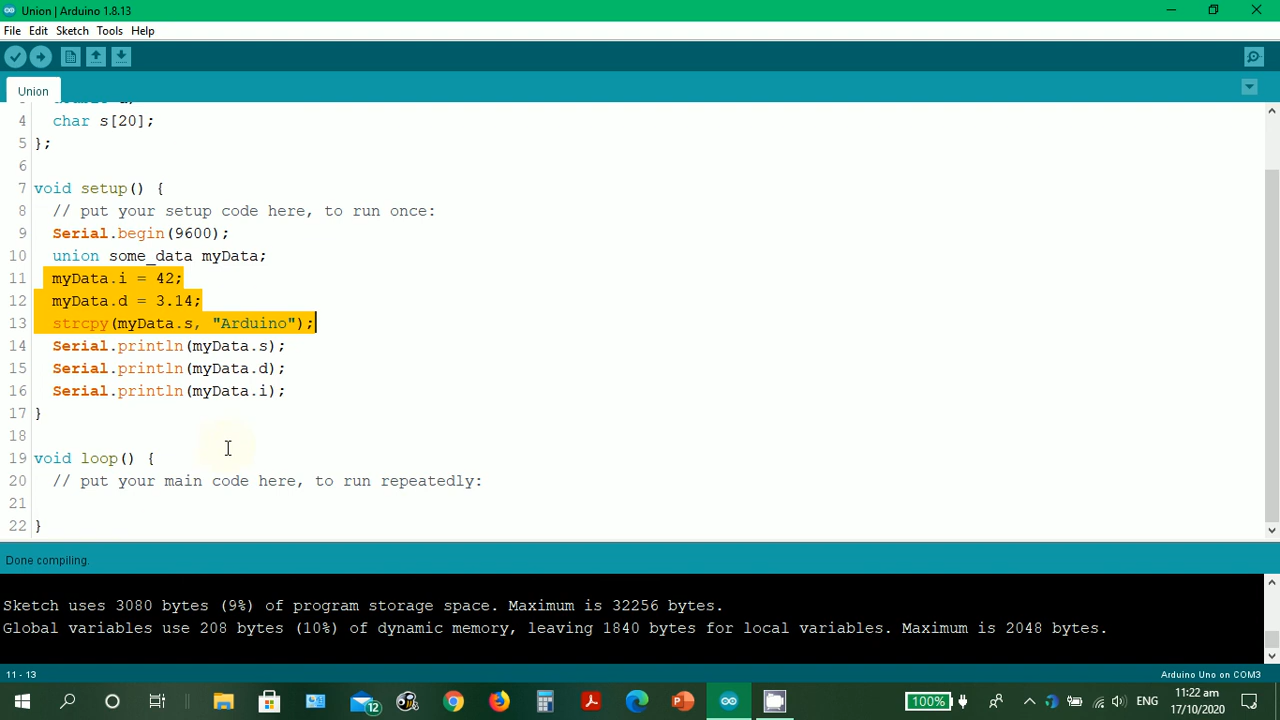 Union | Arduino 1.8.13
File Edit Sketch Tools Help
Union
4 char s[20];
5 };
6
7 void setup() {
8 // put your setup code here, to run once:
9 Serial.begin(9600);
10 union some_data myData;
11 myData.i = 42;
12 myData.d = 3.14;
13 strcpy(myData.s, "Arduino");
14 Serial.println(myData.s);
15 Serial.println(myData.d);
16 Serial.println(myData.i);
17 }
18
19 void loop() {
20 // put your main code here, to run repeatedly:
21
22 }
Done compiling.
Sketch uses 3080 bytes (9%) of program storage space. Maximum is 32256 bytes.
Global variables use 208 bytes (10%) of dynamic memory, leaving 1840 bytes for local variables. Maximum is 2048 bytes.
11 - 13 Arduino Uno on COM3
12
100%
ENG
11:22 am
17/10/2020